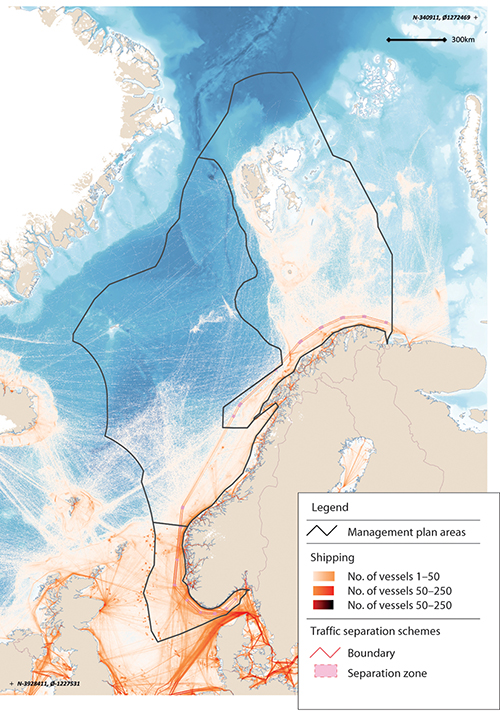 N-340911, Ø1272469 +
300km
Legend
Management plan areas
Shipping
No. of vessels 1–50
No. of vessels 50–250
No. of vessels 50–250
Traffic separation schemes
Boundary
Separation zone
+ N-3928411, Ø-1227531